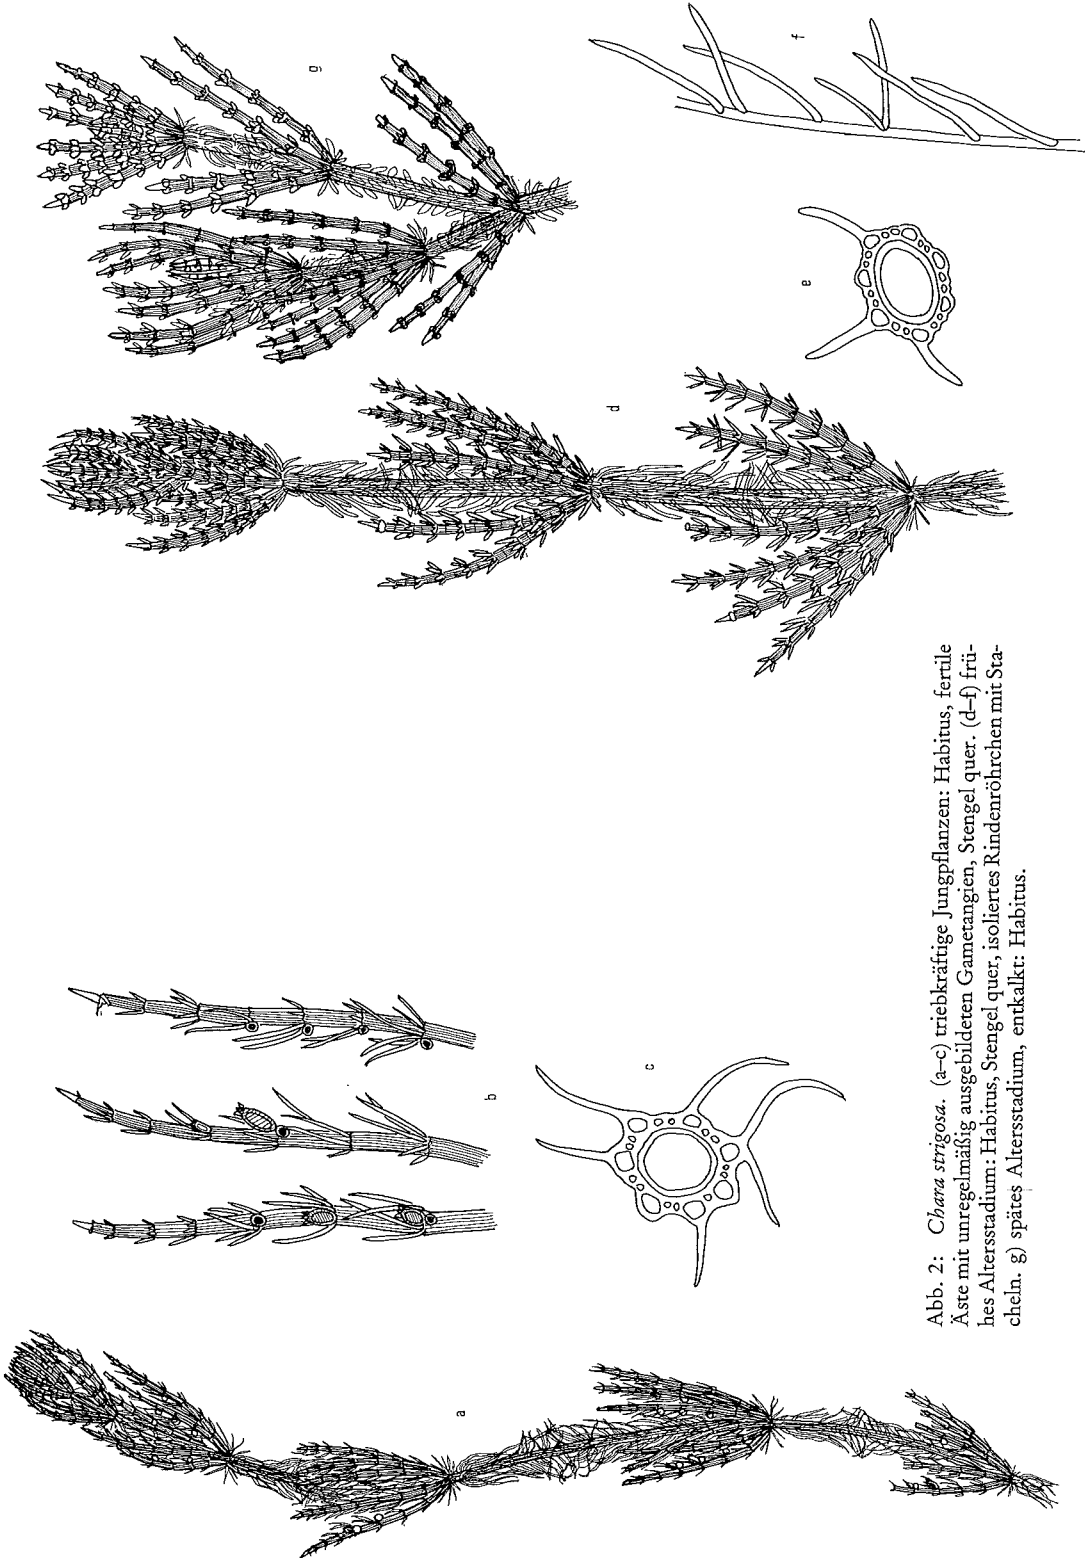 a
b
c
d
e
f
g
Abb. 2: Chara strigosa. (a–c) triebkräftige Jungpflanzen: Habitus, fertile
Äste mit unregelmäßig ausgebildeten Gametangien, Stengel quer. (d–f) frü-
hes Altersstadium: Habitus, Stengel quer, isoliertes Rindenröhrchen mit Sta-
cheln. g) spätes Altersstadium, entkalkt: Habitus.